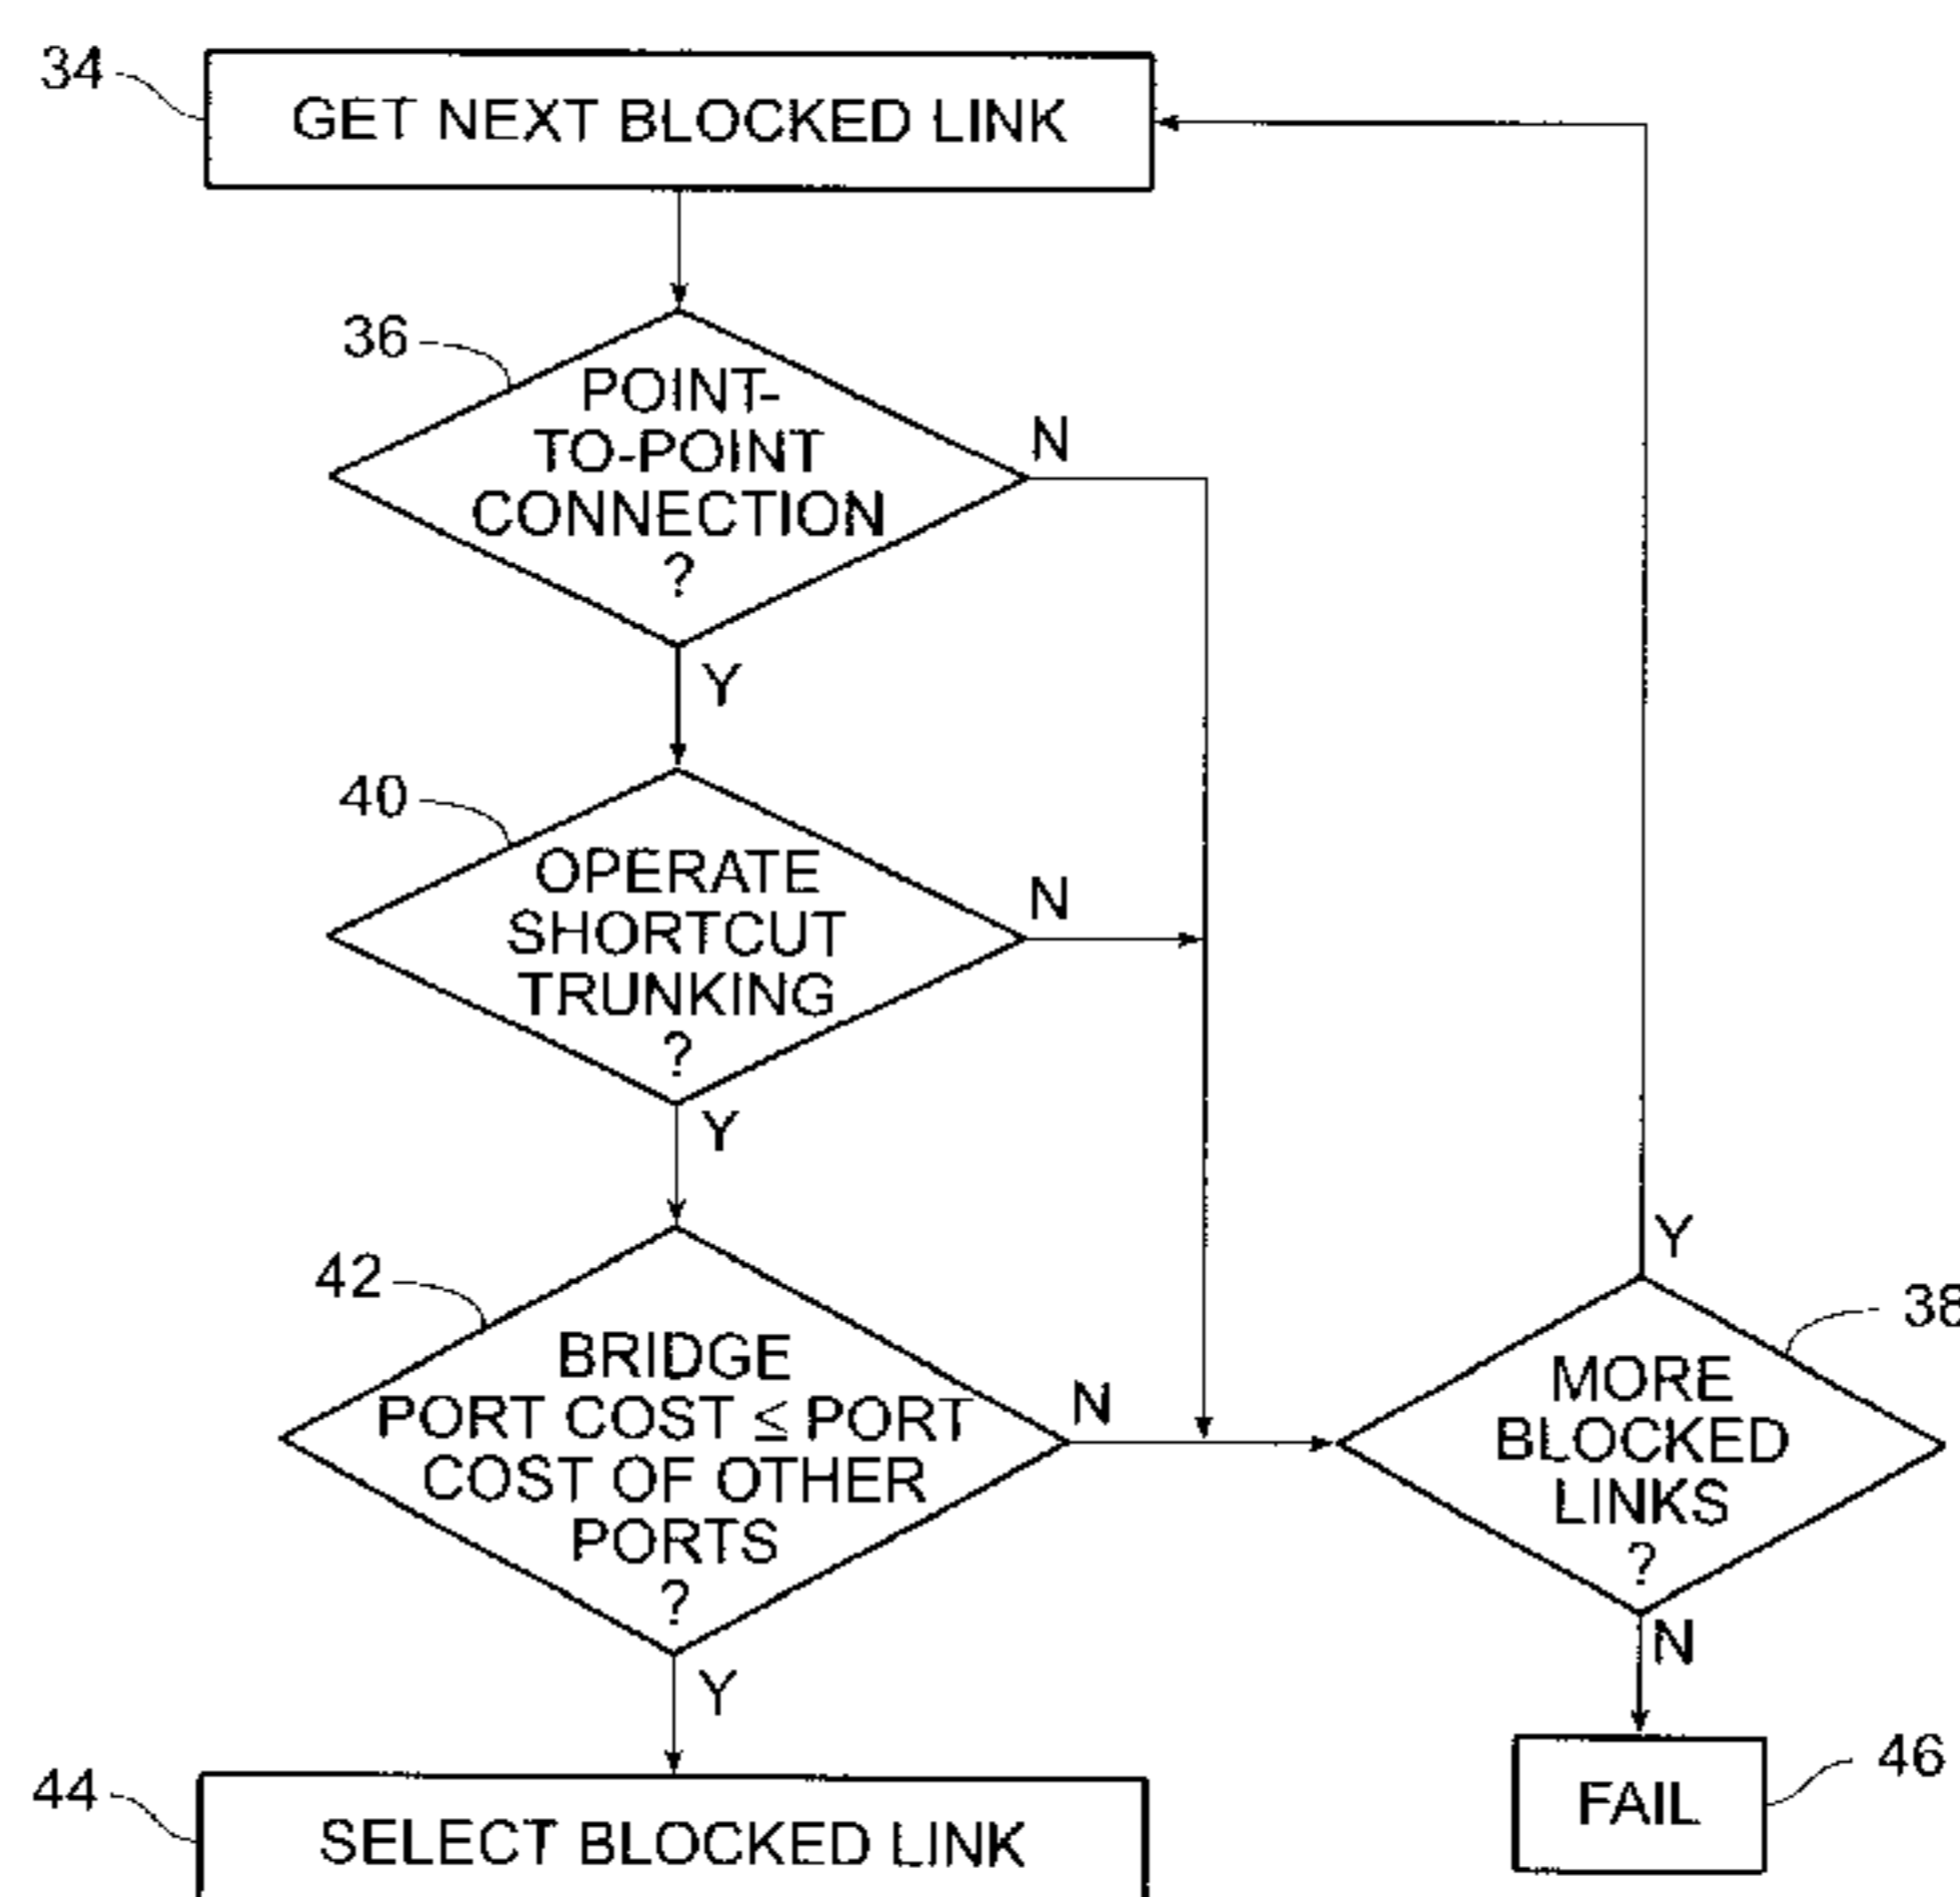 34
GET NEXT BLOCKED LINK
36
POINT-
TO-POINT
CONNECTION
?
N
Y
40
OPERATE
SHORTCUT
TRUNKING
?
N
Y
42
BRIDGE
PORT COST ≤ PORT
COST OF OTHER
PORTS
?
N
Y
38
MORE
BLOCKED
LINKS
?
Y
N
44
SELECT BLOCKED LINK
46
FAIL